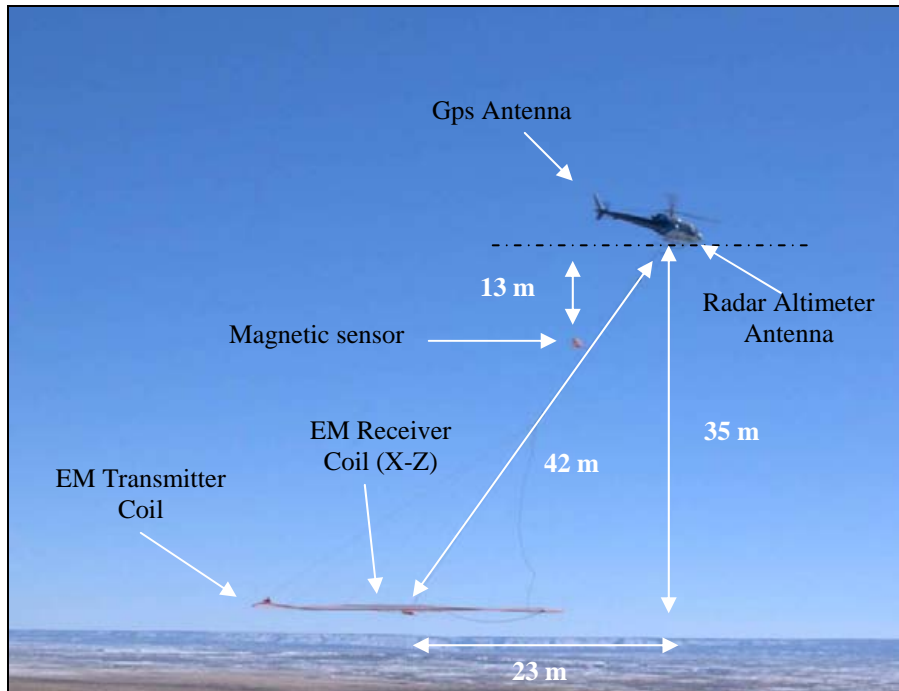 Gps Antenna
13 m
Radar Altimeter
Antenna
Magnetic sensor
35 m
EM Receiver
Coil (X-Z)
42 m
EM Transmitter
Coil
23 m